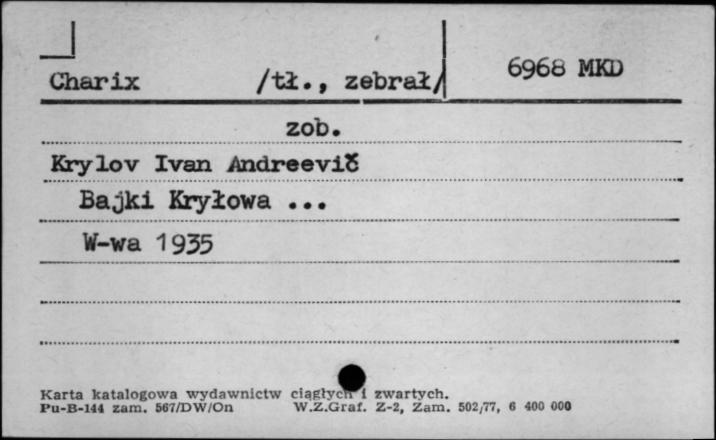 Charix /tł., zebrał/ 6968 MKD
zob.
Krylov Ivan Andreevič
Bajki Kryłowa ...
W-wa 1935
Karta katalogowa wydawnictw ciągłych i zwartych.
Pu-B-144 zam. 567/DW/On W.Z.Graf. Z-2, Zam. 502/77, 6 400 000